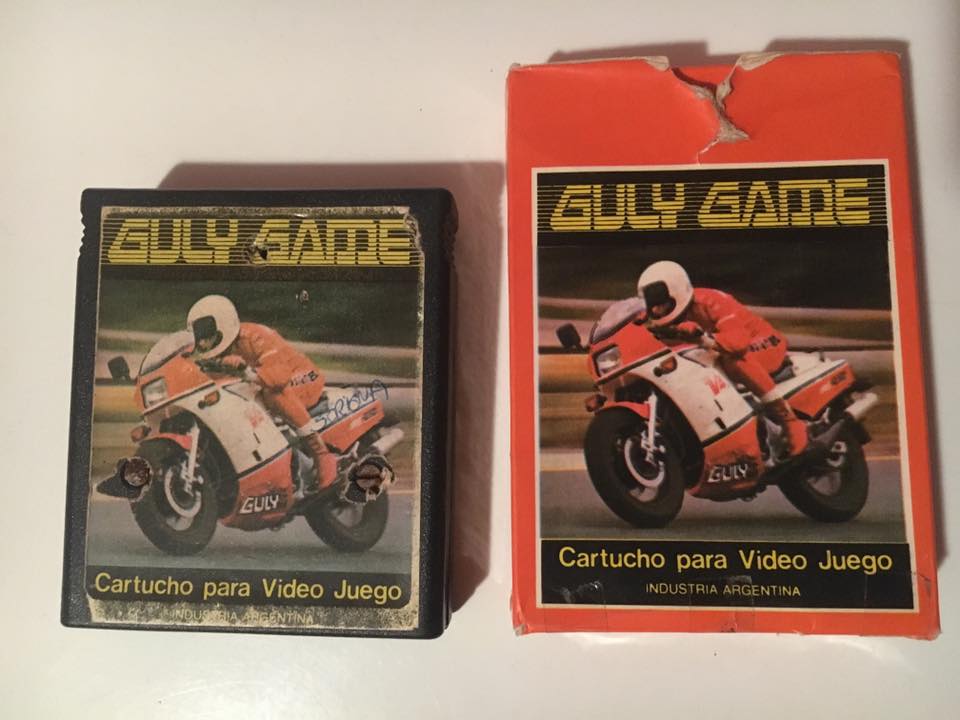 GULY GAME
GULY
Cartucho para Video Juego
INDUSTRIA ARGENTINA
GULY GAME
GULY
Cartucho para Video Juego
INDUSTRIA ARGENTINA